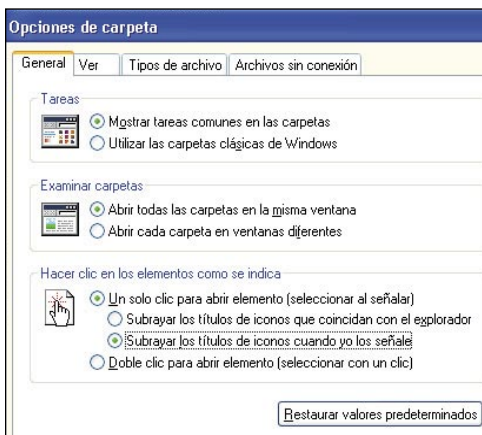 Opciones de carpeta
General Ver Tipos de archivo Archivos sin conexión
Tareas
Mostrar tareas comunes en las carpetas
Utilizar las carpetas clásicas de Windows
Examinar carpetas
Abrir todas las carpetas en la misma ventana
Abrir cada carpeta en ventanas diferentes
Hacer clic en los elementos como se indica
Un solo clic para abrir elemento (seleccionar al señalar)
Subrayar los títulos de iconos que coincidan con el explorador
Subrayar los títulos de iconos cuando yo los señale
Doble clic para abrir elemento (seleccionar con un clic)
Restaurar valores predeterminados